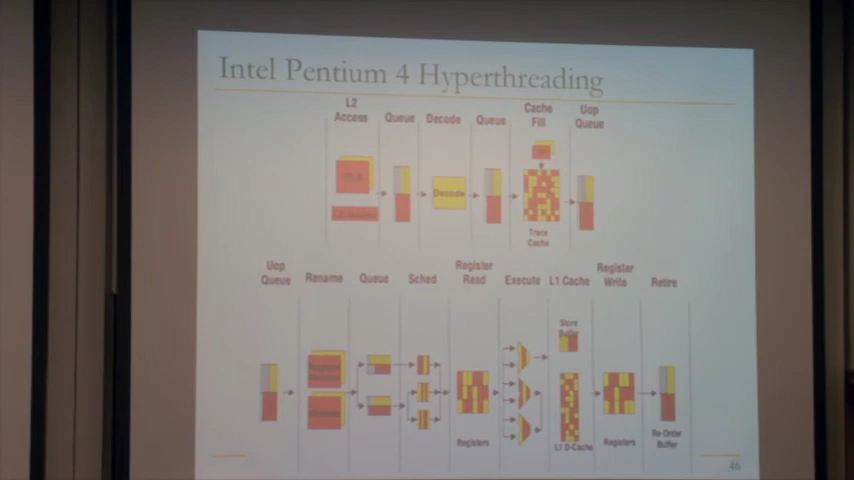 Intel Pentium 4 Hyperthreading
L2 Access
Queue
Decode
Queue
Cache Fill
Uop Queue
Decode
Trace Cache
Uop Queue
Rename
Queue
Sched
Register Read
Execute
L1 Cache
Register Write
Retire
Store Buffer
Registers
L1 D-Cache
Registers
Re-Order Buffer
46